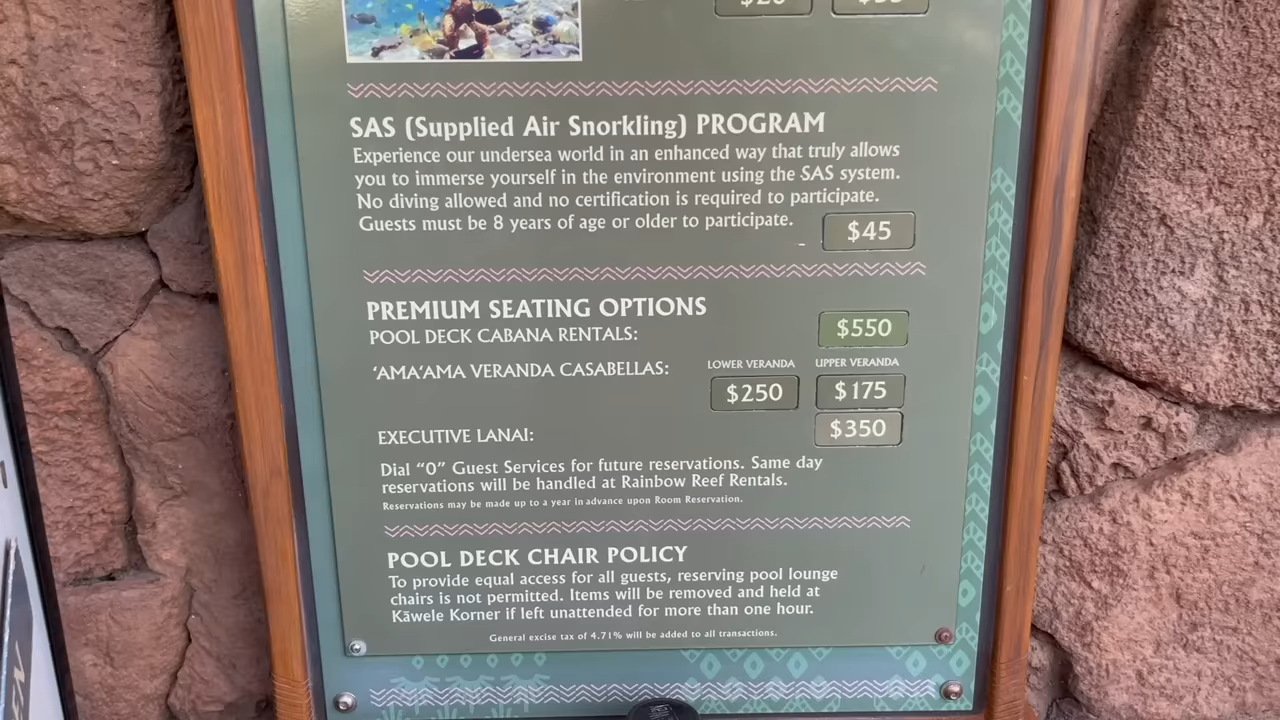 SAS (Supplied Air Snorkling) PROGRAM
Experience our undersea world in an enhanced way that truly allows
you to immerse yourself in the environment using the SAS system.
No diving allowed and no certification is required to participate.
Guests must be 8 years of age or older to participate.
$45
PREMIUM SEATING OPTIONS
POOL DECK CABANA RENTALS:
$550
LOWER VERANDA UPPER VERANDA
‘AMA‘AMA VERANDA CASABELLAS:
$250 $175
EXECUTIVE LANAI:
$350
Dial “0” Guest Services for future reservations. Same day
reservations will be handled at Rainbow Reef Rentals.
Reservations may be made up to a year in advance upon Room Reservation.
POOL DECK CHAIR POLICY
To provide equal access for all guests, reserving pool lounge
chairs is not permitted. Items will be removed and held at
Kāwele Korner if left unattended for more than one hour.
General excise tax of 4.71% will be added to all transactions.